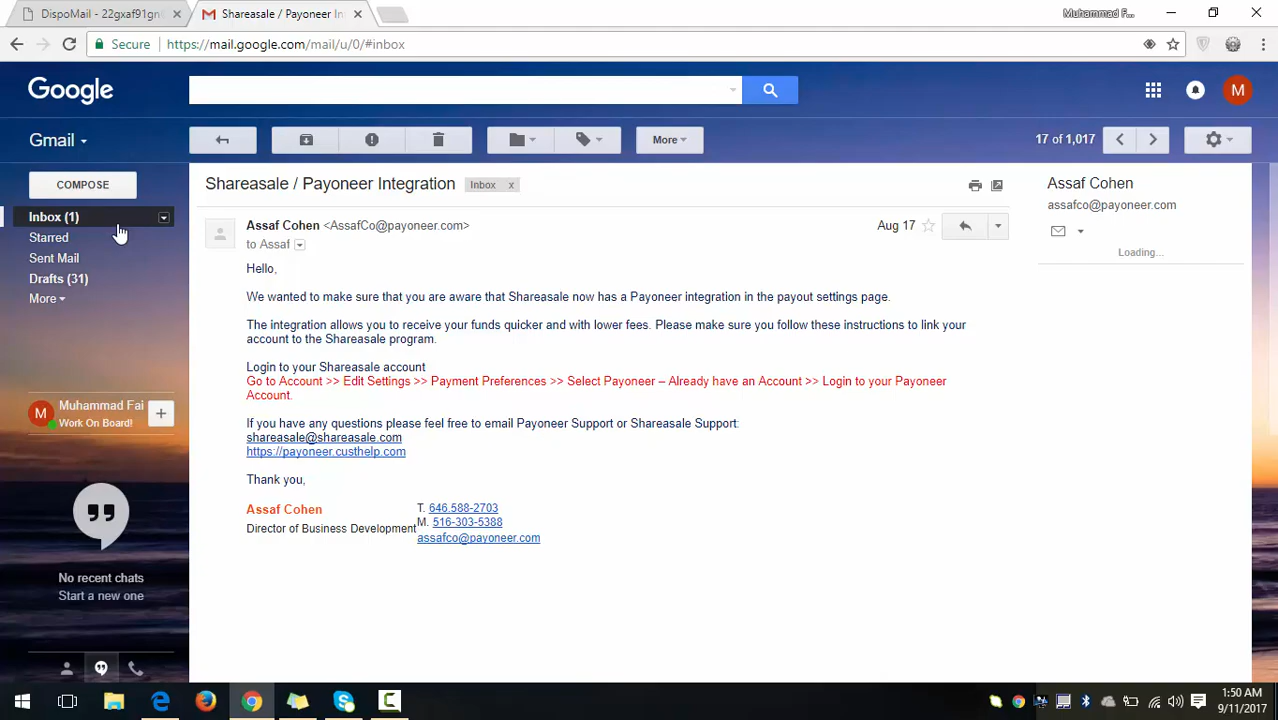 DispoMail - 22gxaf91gn
Shareasale / Payoneer Int
Muhammad F...
Secure
https://mail.google.com/mail/u/0/#inbox
Google
M
Gmail
More
17 of 1,017
COMPOSE
Shareasale / Payoneer Integration
Inbox x
Assaf Cohen
Inbox (1)
assafco@payoneer.com
Assaf Cohen <AssafCo@payoneer.com>
Aug 17
Starred
to Assaf
Loading...
Sent Mail
Hello,
Drafts (31)
We wanted to make sure that you are aware that Shareasale now has a Payoneer integration in the payout settings page.
More
The integration allows you to receive your funds quicker and with lower fees. Please make sure you follow these instructions to link your
account to the Shareasale program.
Login to your Shareasale account
Go to Account >> Edit Settings >> Payment Preferences >> Select Payoneer – Already have an Account >> Login to your Payoneer
Account.
M
Muhammad Fai
Work On Board!
If you have any questions please feel free to email Payoneer Support or Shareasale Support:
shareasale@shareasale.com
https://payoneer.custhelp.com
Thank you,
Assaf Cohen
T. 646.588-2703
Director of Business Development
M. 516-303-5388
assafco@payoneer.com
No recent chats
Start a new one
1:50 AM
9/11/2017